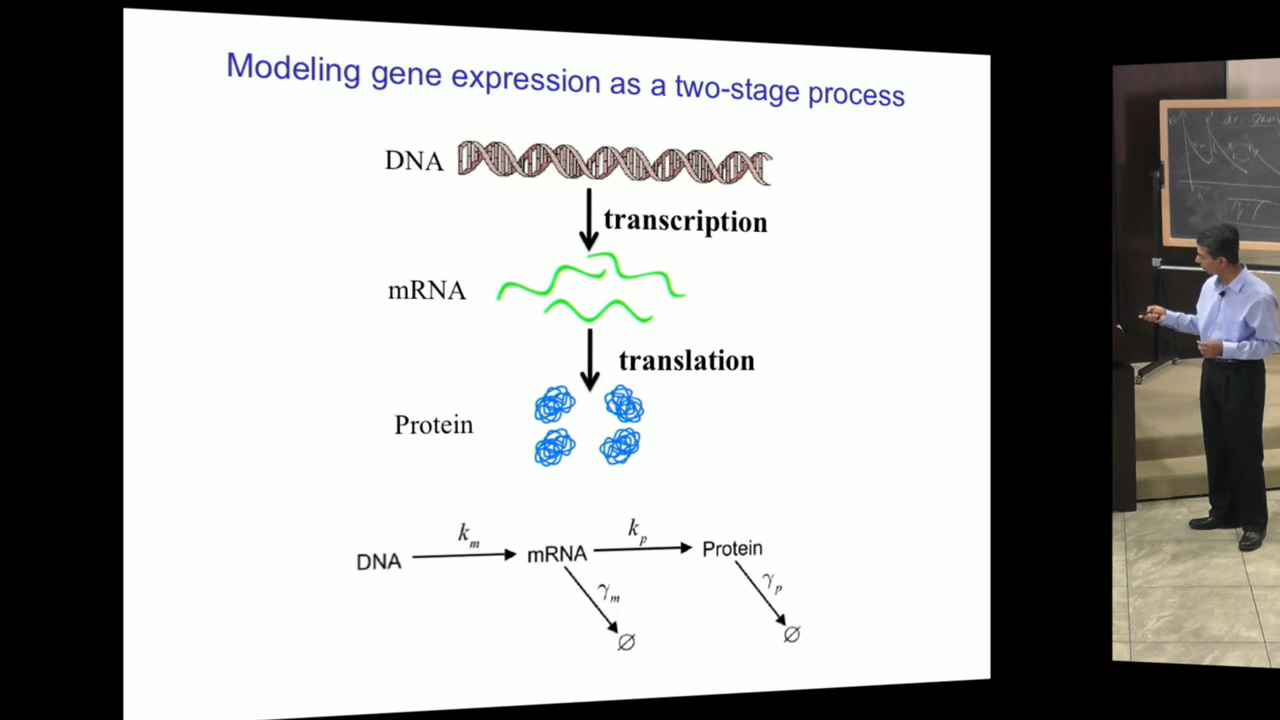 Modeling gene expression as a two-stage process
DNA
transcription
mRNA
translation
Protein
k_m
k_p
DNA
mRNA
Protein
γ_m
γ_p
∅
∅